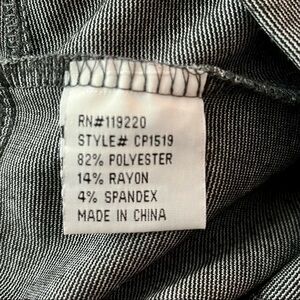 RN#119220
STYLE# CP1519
82% POLYESTER
14% RAYON
4% SPANDEX
MADE IN CHINA